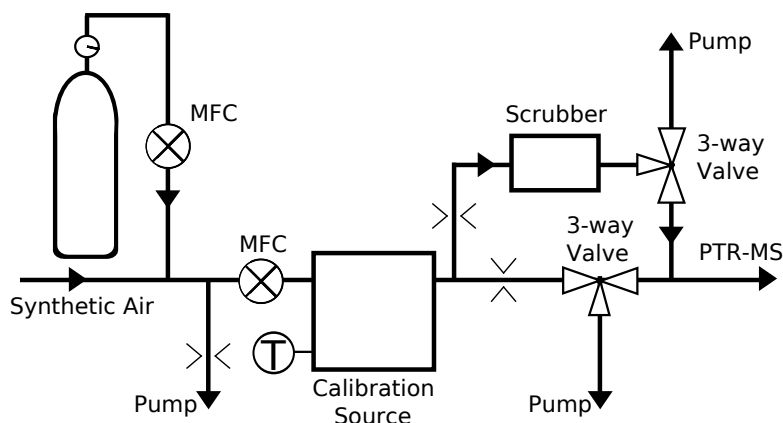 Pump
MFC
Scrubber
3-way
Valve
3-way
Valve
MFC
PTR-MS
Synthetic Air
T
Pump
Calibration
Source
Pump